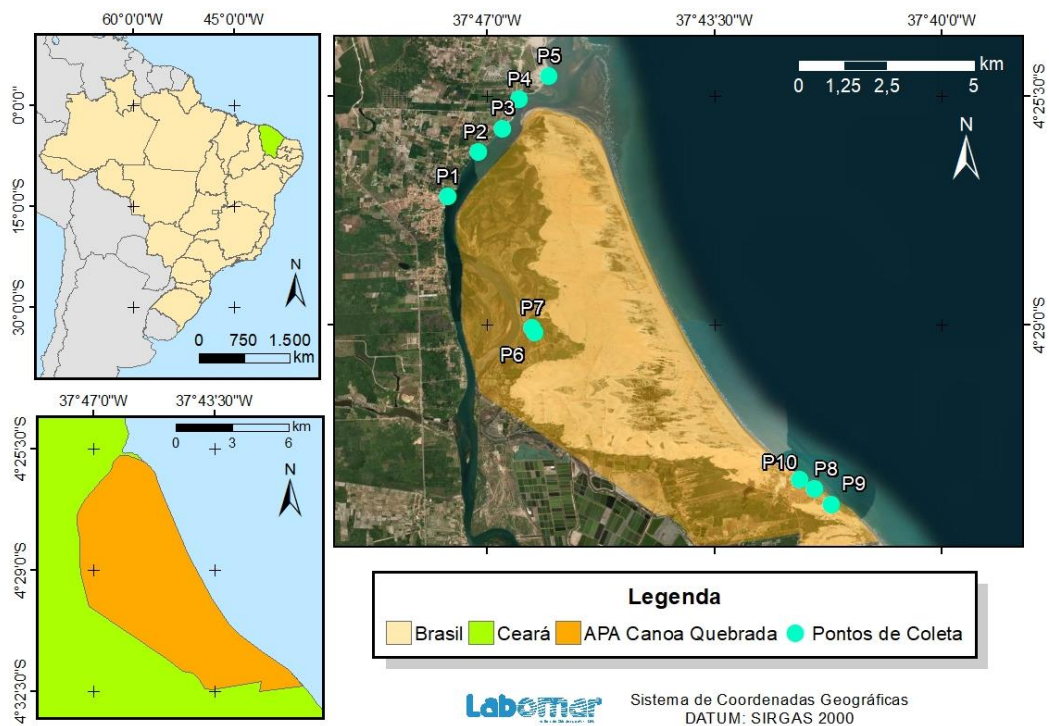 60°0'0"W 45°0'0"W
0°0'0"
15°0'0"S
30°0'0"S
N
0 750 1.500
km
37°47'0"W 37°43'30"W 37°40'0"W
4°25'30"S
4°29'0"S
P5
P4
P3
P2
P1
P7
P6
P10
P8
P9
km
0 1,25 2,5 5
N
37°47'0"W 37°43'30"W
4°25'30"S
4°29'0"S
4°32'30"S
km
0 3 6
N
Legenda
Brasil Ceará APA Canoa Quebrada Pontos de Coleta
Labomar
Sistema de Coordenadas Geográficas
DATUM: SIRGAS 2000